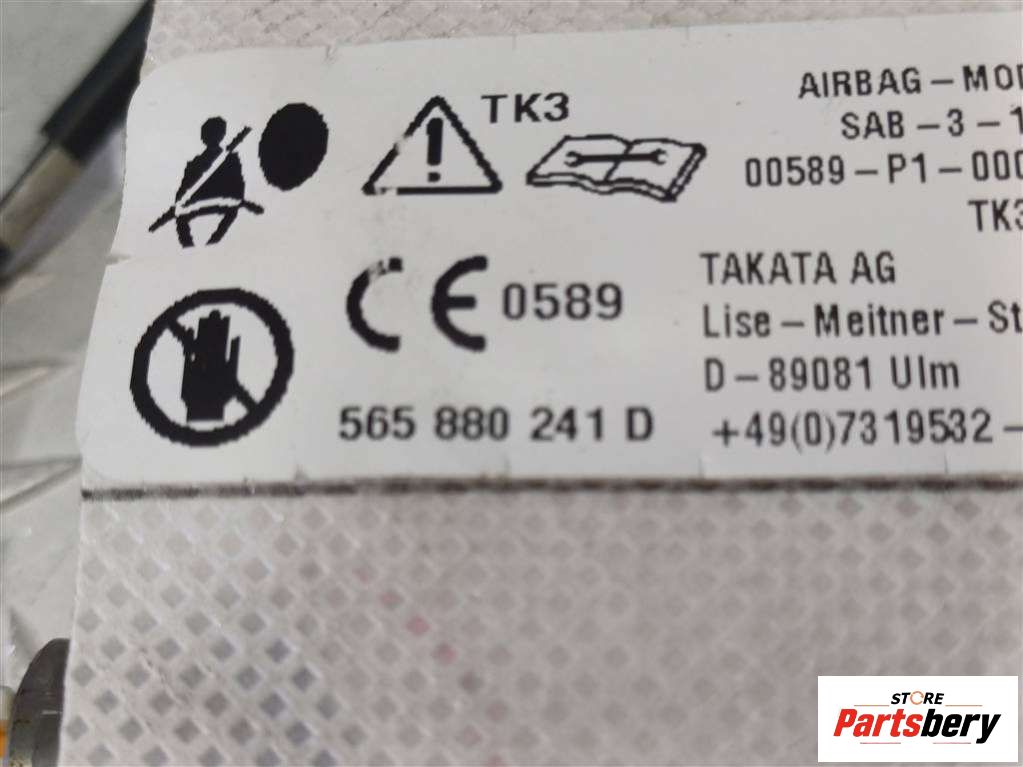 TK3
AIRBAG-MOD
SAB-3-1
00589-P1-000
TK3
CE 0589
TAKATA AG
Lise-Meitner-St
D-89081 Ulm
565 880 241 D
+49(0)7319532-
STORE
Partsbery